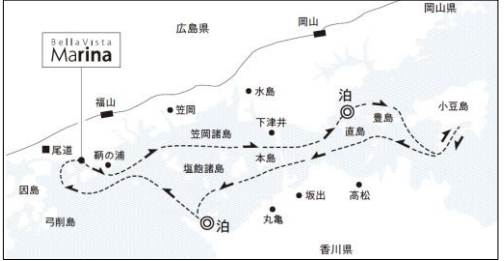 広島県
岡山
岡山県
BellaVista
Marina
福山
笠岡
水島
泊
小豆島
尾道
鞆の浦
笠岡諸島
下津井
直島
豊島
因島
塩飽諸島
本島
弓削島
泊
丸亀
坂出
高松
香川県